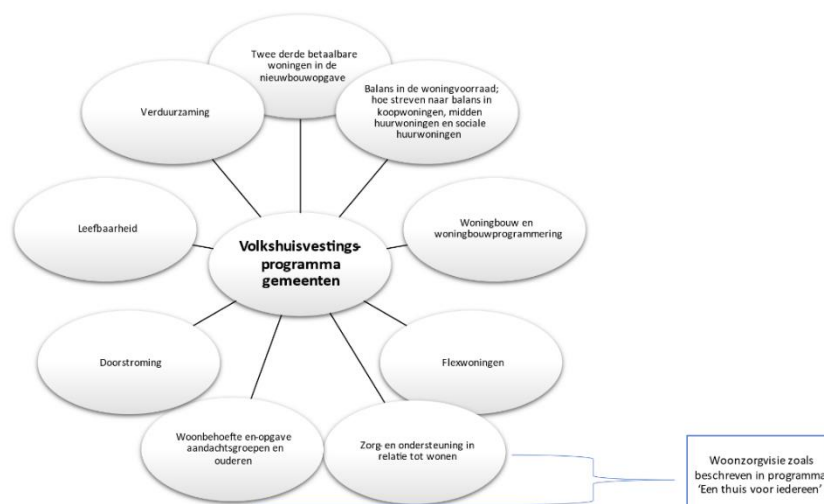 Twee derde betaalbare
woningen in de
nieuwbouwopgave
Balans in de woningvoorraad;
hoe streven naar balans in
koopwoningen, midden
huurwoningen en sociale
huurwoningen
Verduurzaming
Leefbaarheid
Woningbouw en
woningbouwprogrammering
Volkshuisvestings-
programma
gemeenten
Doorstroming
Flexwoningen
Woonbehoefte en-opgave
aandachtsgroepen en
ouderen
Zorg- en ondersteuning in
relatie tot wonen
Woonzorgvisie zoals
beschreven in programma
'Een thuis voor iedereen'